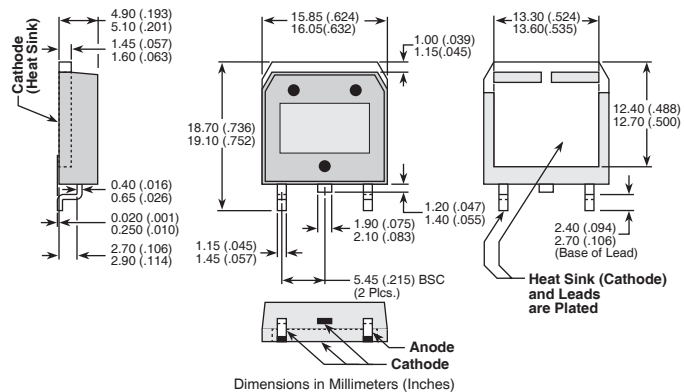 4.90 (.193)
5.10 (.201)
1.45 (.057)
1.60 (.063)
Cathode
(Heat Sink)
0.40 (.016)
0.65 (.026)
0.020 (.001)
0.250 (.010)
2.70 (.106)
2.90 (.114)
15.85 (.624)
16.05(.632)
1.00 (.039)
1.15(.045)
18.70 (.736)
19.10 (.752)
1.20 (.047)
1.40 (.055)
1.90 (.075)
2.10 (.083)
1.15 (.045)
1.45 (.057)
5.45 (.215) BSC
(2 Plcs.)
13.30 (.524)
13.60(.535)
12.40 (.488)
12.70 (.500)
2.40 (.094)
2.70 (.106)
(Base of Lead)
Heat Sink (Cathode)
and Leads
are Plated
Anode
Cathode
Dimensions in Millimeters (Inches)